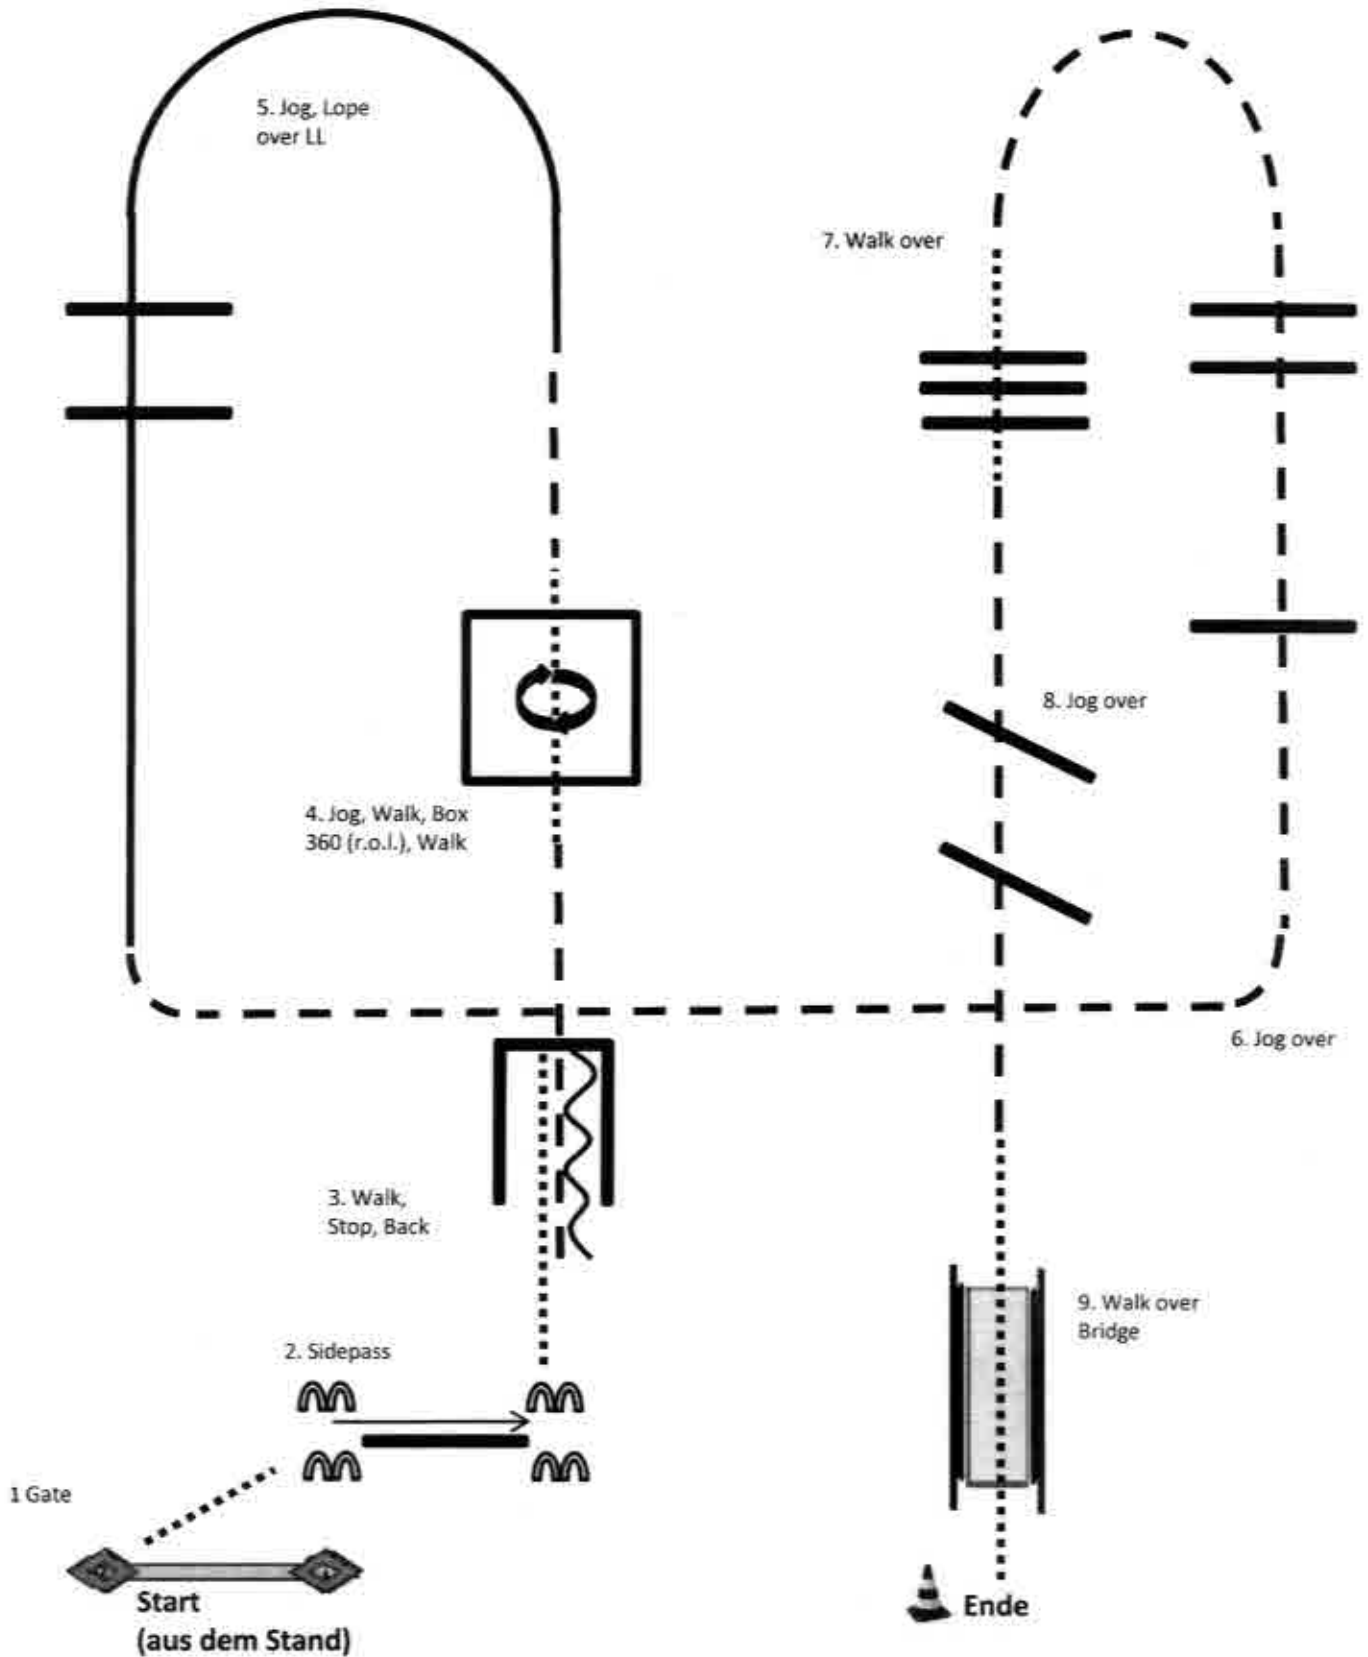 5. Jog, Lope
over LL
7. Walk over
8. Jog over
4. Jog, Walk, Box
360 (r.o.l.), Walk
6. Jog over
3. Walk,
Stop, Back
9. Walk over
Bridge
2. Sidepass
1 Gate
Start
(aus dem Stand)
Ende